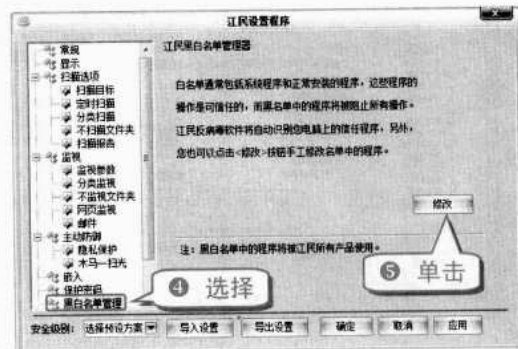 江民设置程序
常规
显示
扫描选项
扫描目标
定时扫描
分类扫描
不扫描文件夹
扫描报告
监视
监视参数
分类监视
不监视文件夹
网页监视
邮件
主动防御
隐私保护
木马一扫光
嵌入
保护密码
黑白名单管理
江民黑白名单管理器
白名单通常包括系统程序和正常安装的程序，这些程序的
操作是可信任的，而黑名单中的程序将被阻止所有操作。
江民反病毒软件将自动识别您电脑上的信任程序，另外，
您也可以点击<修改>按钮手工修改名单中的程序。
修改
注：黑白名单中的程序将被江民所有产品使用。
❹ 选择
❺ 单击
安全级别： 选择预设方案 导入设置 导出设置 确定 取消 应用